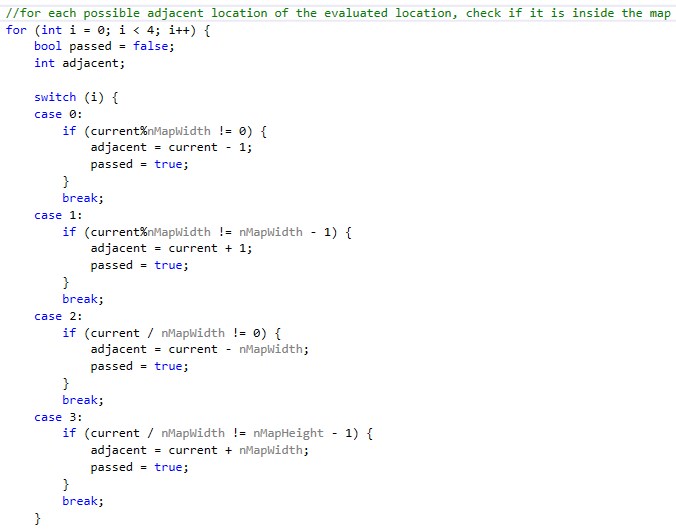 //for each possible adjacent location of the evaluated location, check if it is inside the map
for (int i = 0; i < 4; i++) {
    bool passed = false;
    int adjacent;

    switch (i) {
    case 0:
        if (current%nMapWidth != 0) {
            adjacent = current - 1;
            passed = true;
        }
        break;
    case 1:
        if (current%nMapWidth != nMapWidth - 1) {
            adjacent = current + 1;
            passed = true;
        }
        break;
    case 2:
        if (current / nMapWidth != 0) {
            adjacent = current - nMapWidth;
            passed = true;
        }
        break;
    case 3:
        if (current / nMapWidth != nMapHeight - 1) {
            adjacent = current + nMapWidth;
            passed = true;
        }
        break;
    }